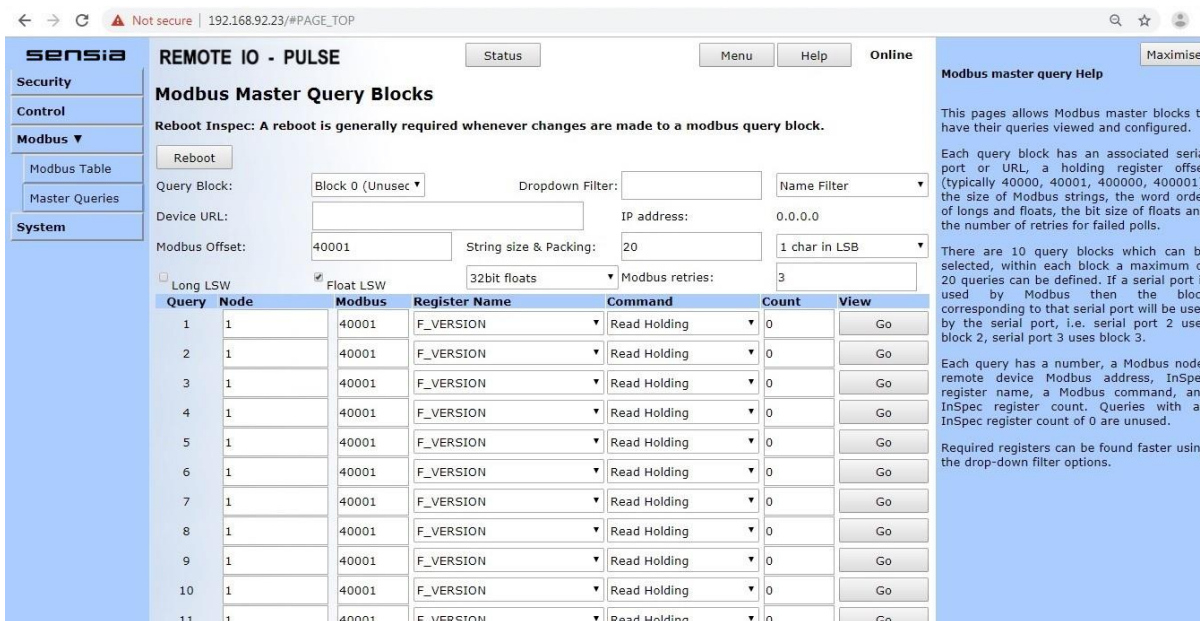 Not secure | 192.168.92.23/#PAGE_TOP
sensia
REMOTE IO - PULSE
Status
Menu
Help
Online
Maximise
Security
Control
Modbus ▼
Modbus Table
Master Queries
System
Modbus Master Query Blocks
Reboot Inspec: A reboot is generally required whenever changes are made to a modbus query block.
Reboot
Query Block: Block 0 (Unusec Dropdown Filter: Name Filter
Device URL: IP address: 0.0.0.0
Modbus Offset: 40001 String size & Packing: 20 1 char in LSB
Long LSW Float LSW 32bit floats Modbus retries: 3
Query Node Modbus Register Name Command Count View
1 1 40001 F_VERSION Read Holding 0 Go
2 1 40001 F_VERSION Read Holding 0 Go
3 1 40001 F_VERSION Read Holding 0 Go
4 1 40001 F_VERSION Read Holding 0 Go
5 1 40001 F_VERSION Read Holding 0 Go
6 1 40001 F_VERSION Read Holding 0 Go
7 1 40001 F_VERSION Read Holding 0 Go
8 1 40001 F_VERSION Read Holding 0 Go
9 1 40001 F_VERSION Read Holding 0 Go
10 1 40001 F_VERSION Read Holding 0 Go
11 1 40001 F_VERSION Read Holding 0 Go
Modbus master query Help
This pages allows Modbus master blocks t
have their queries viewed and configured.
Each query block has an associated seria
port or URL, a holding register offse
(typically 40000, 40001, 400000, 400001)
the size of Modbus strings, the word orde
of longs and floats, the bit size of floats an
the number of retries for failed polls.
There are 10 query blocks which can b
selected, within each block a maximum o
20 queries can be defined. If a serial port i
used by Modbus then the bloc
corresponding to that serial port will be use
by the serial port, i.e. serial port 2 use
block 2, serial port 3 uses block 3.
Each query has a number, a Modbus node
remote device Modbus address, InSpe
register name, a Modbus command, an
InSpec register count. Queries with a
InSpec register count of 0 are unused.
Required registers can be found faster usin
the drop-down filter options.